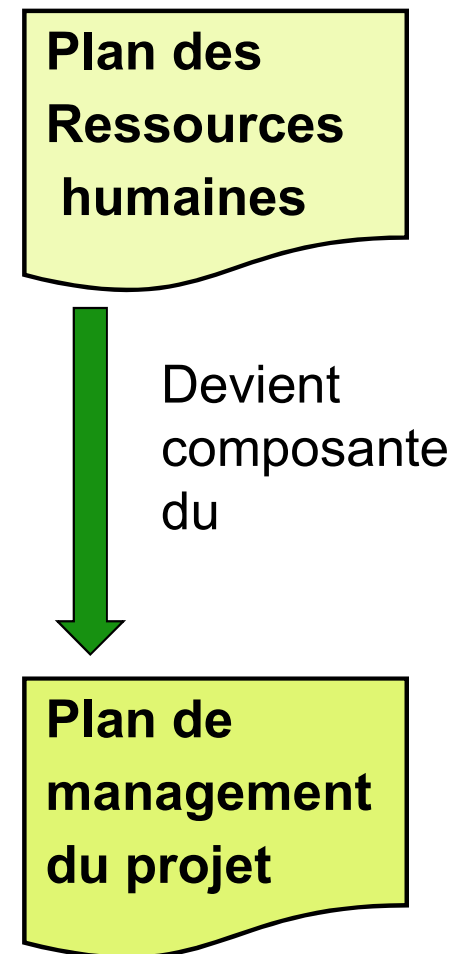 Plan des
Ressources
humaines
Devient
composante
du
Plan de
management
du projet